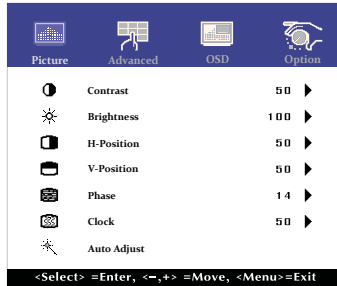 Picture Advanced OSD Option
Contrast 50
Brightness 100
H-Position 50
V-Position 50
Phase 14
Clock 50
Auto Adjust
<Select> =Enter, <−,+> =Move, <Menu>=Exit